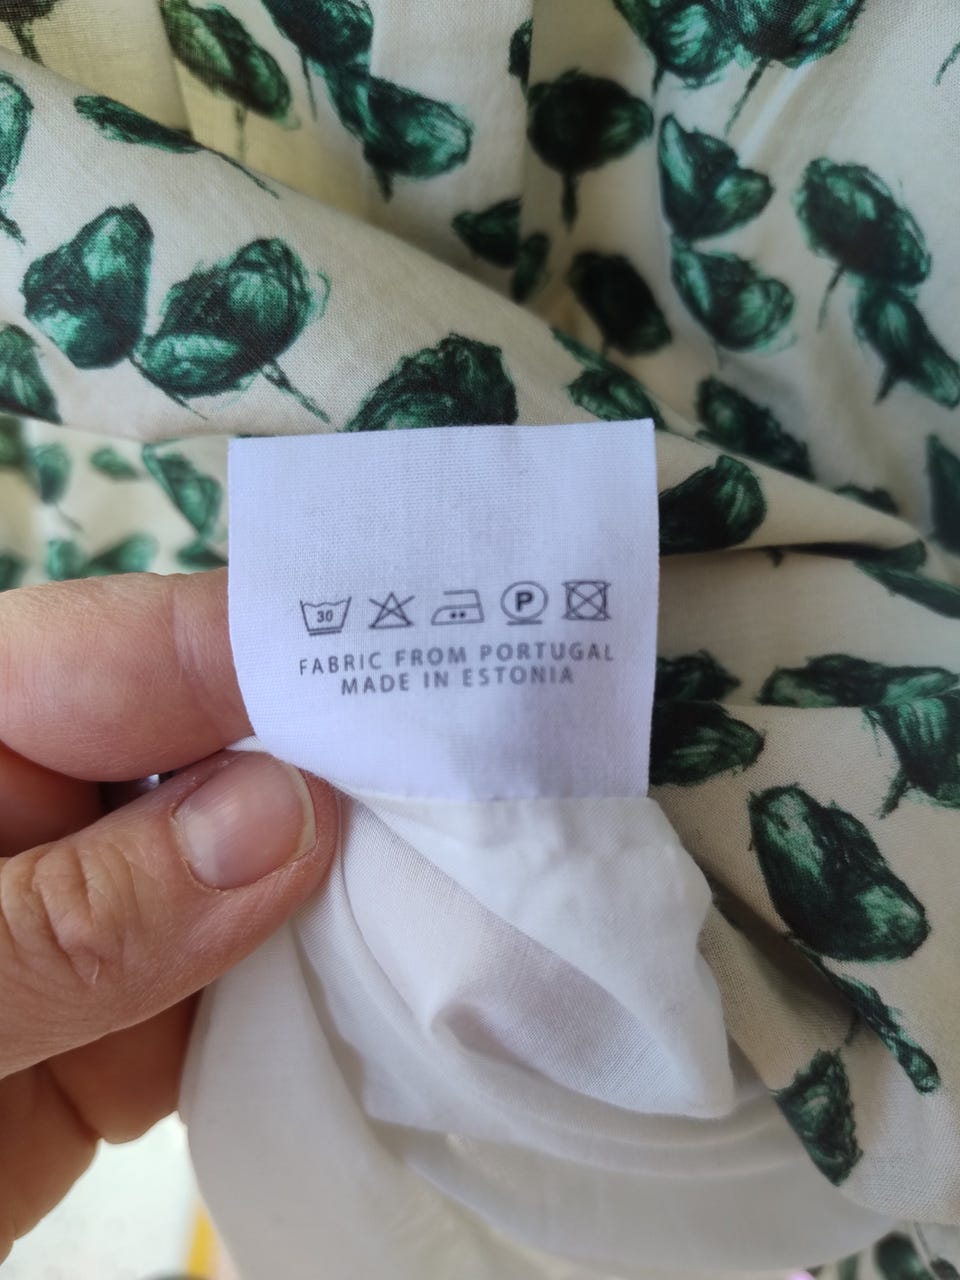 30 P
FABRIC FROM PORTUGAL
MADE IN ESTONIA